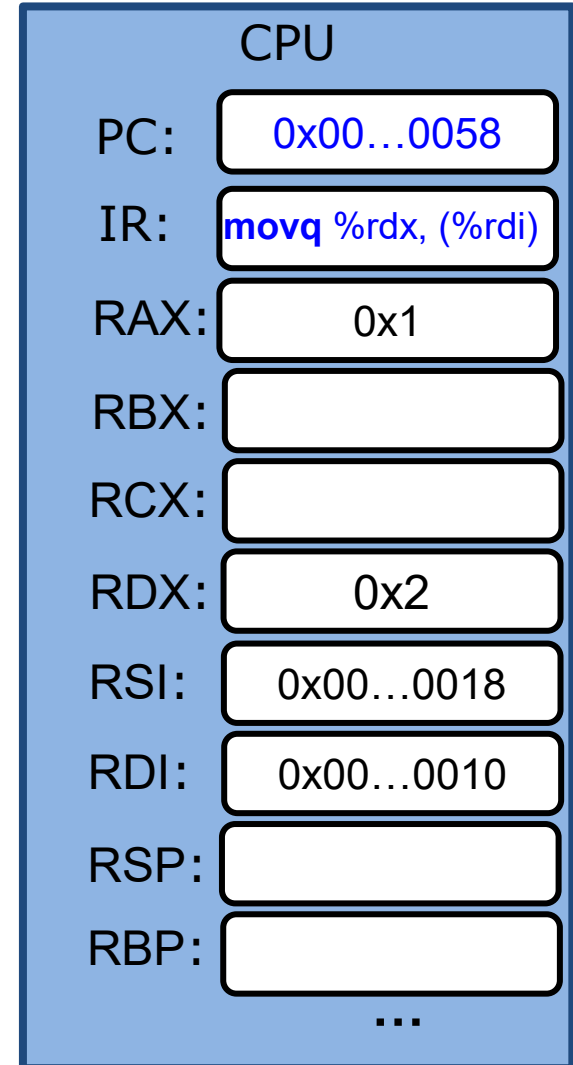 CPU
PC: 0x00…0058
IR: movq %rdx, (%rdi)
RAX: 0x1
RBX:
RCX:
RDX: 0x2
RSI: 0x00…0018
RDI: 0x00…0010
RSP:
RBP:
…